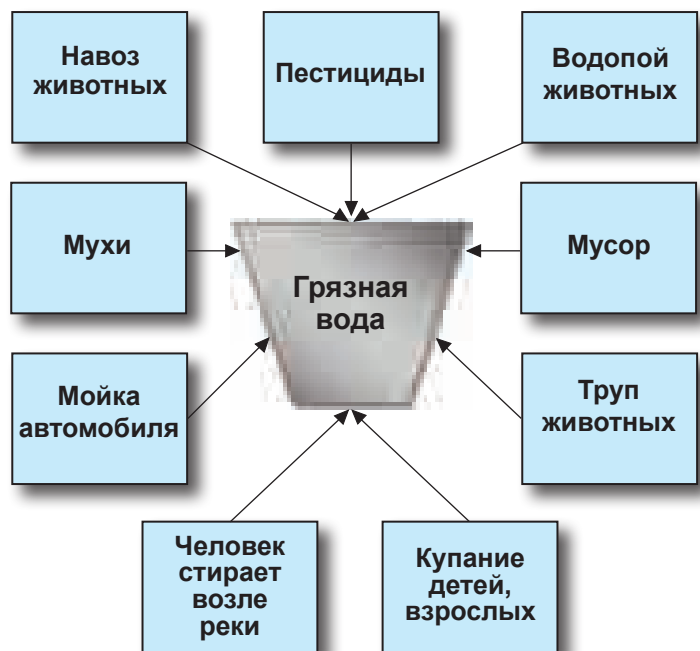 Навоз
животных
Пестициды
Водопой
животных
Мухи
Грязная
вода
Мусор
Мойка
автомобиля
Труп
животных
Человек
стирает
возле
реки
Купание
детей,
взрослых